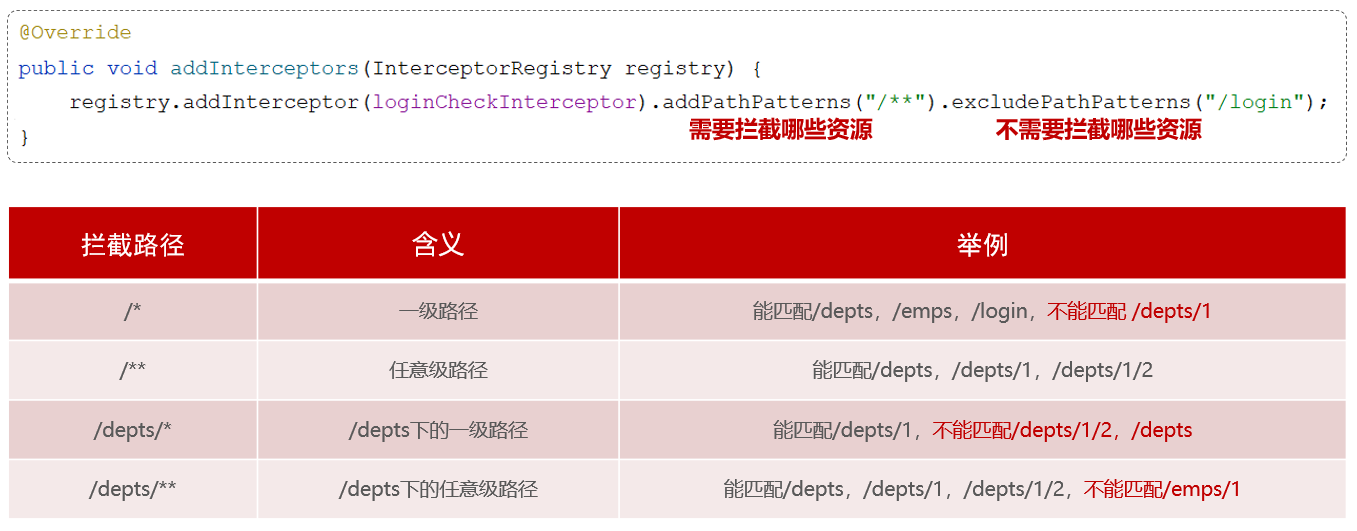 @Override
public void addInterceptors(InterceptorRegistry registry) {
    registry.addInterceptor(loginCheckInterceptor).addPathPatterns("/**").excludePathPatterns("/login");
需要拦截哪些资源 不需要拦截哪些资源
}
拦截路径 含义 举例
/* 一级路径 能匹配/depts，/emps，/login，不能匹配 /depts/1
/** 任意级路径 能匹配/depts，/depts/1，/depts/1/2
/depts/* /depts下的一级路径 能匹配/depts/1，不能匹配/depts/1/2，/depts
/depts/** /depts下的任意级路径 能匹配/depts，/depts/1，/depts/1/2，不能匹配/emps/1